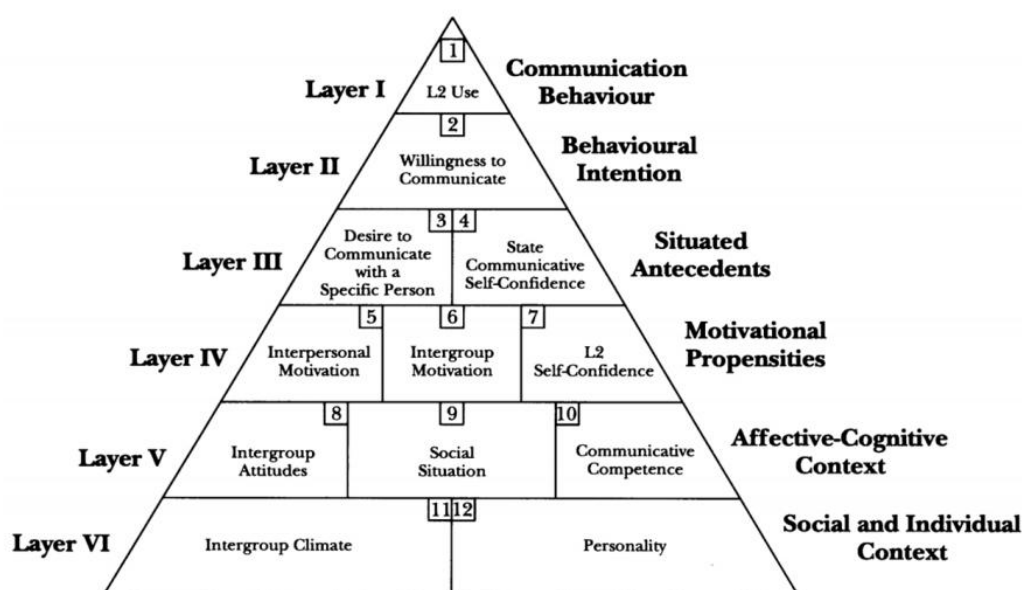 1
Layer I
L2 Use
Communication
Behaviour
2
Layer II
Willingness to
Communicate
Behavioural
Intention
3 4
Layer III
Desire to
Communicate
with a
Specific Person
State
Communicative
Self-Confidence
Situated
Antecedents
5 6 7
Layer IV
Interpersonal
Motivation
Intergroup
Motivation
L2
Self-Confidence
Motivational
Propensities
8 9 10
Layer V
Intergroup
Attitudes
Social
Situation
Communicative
Competence
Affective-Cognitive
Context
11 12
Layer VI
Intergroup Climate
Personality
Social and Individual
Context